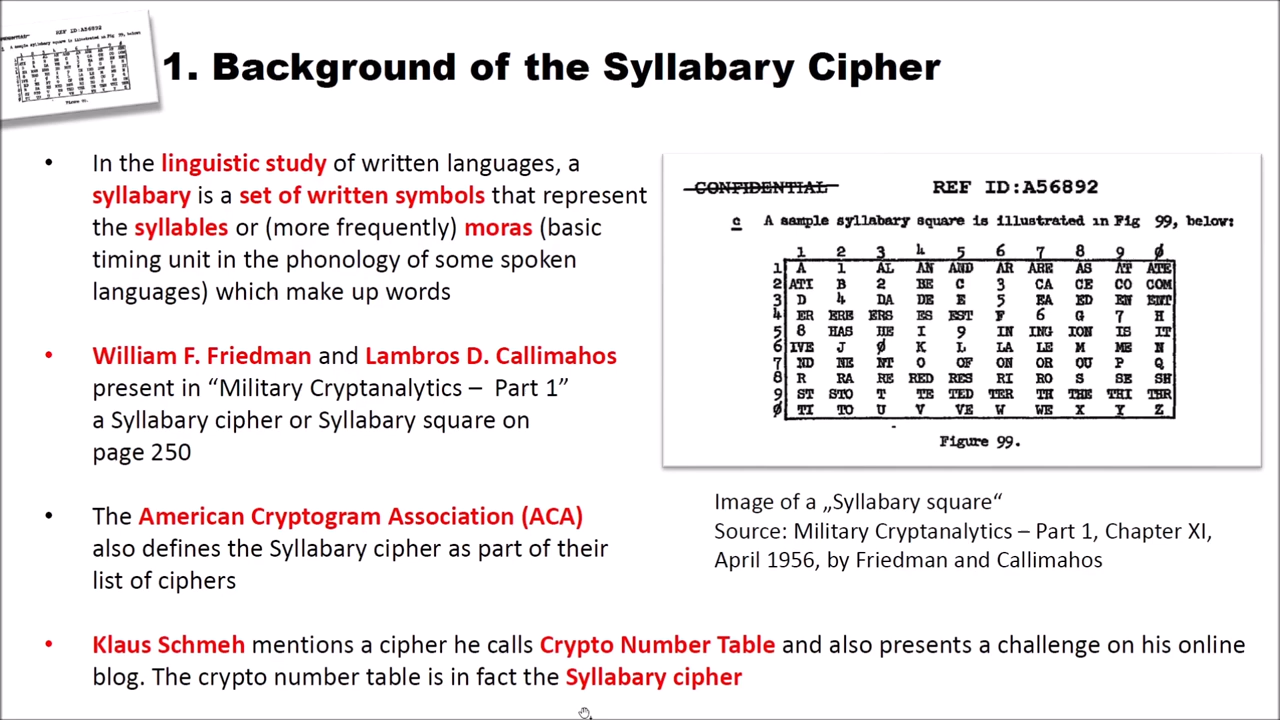 REF ID:A56892
1. Background of the Syllabary Cipher
• In the linguistic study of written languages, a
syllabary is a set of written symbols that represent
the syllables or (more frequently) moras (basic
timing unit in the phonology of some spoken
languages) which make up words
• William F. Friedman and Lambros D. Callimahos
present in “Military Cryptanalytics – Part 1”
a Syllabary cipher or Syllabary square on
page 250
• The American Cryptogram Association (ACA)
also defines the Syllabary cipher as part of their
list of ciphers
• Klaus Schmeh mentions a cipher he calls Crypto Number Table and also presents a challenge on his online
blog. The crypto number table is in fact the Syllabary cipher
CONFIDENTIAL REF ID:A56892
c A sample syllabary square is illustrated in Fig 99, below:
1 2 3 4 5 6 7 8 9 Ø
1 A 1 AL AN AND AR ARE AS AT ATE
2 ATI B 2 BE C 3 CA CE CO COM
3 D 4 DA DE E 5 EA ED EN ENT
4 ER ERE ERS ES EST F 6 G 7 H
5 8 HAS HE I 9 IN ING ION IS IT
6 IVE J Ø K L LA LE M ME N
7 ND NE NT O OF ON OR OU P Q
8 R RA RE RED RES RI RO S SE SH
9 ST STO T TE TED TER TH THE THI THR
Ø TI TO U V VE W WE X Y Z
Figure 99.
Image of a „Syllabary square“
Source: Military Cryptanalytics – Part 1, Chapter XI,
April 1956, by Friedman and Callimahos